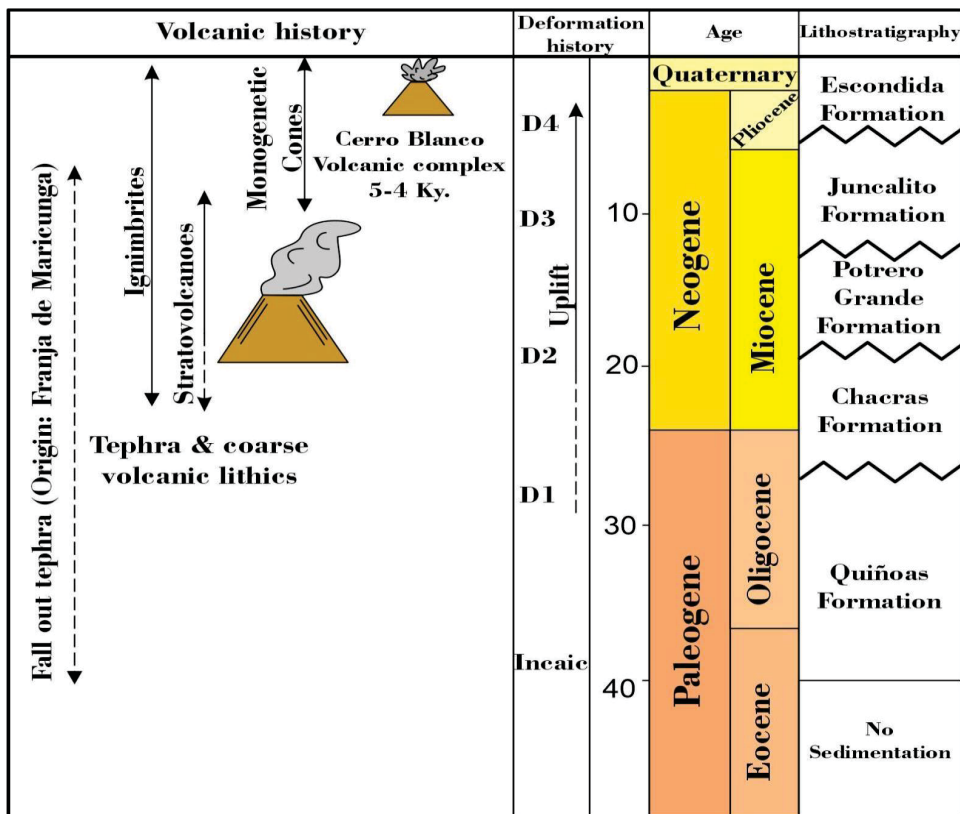 Volcanic history
Deformation
history
Age
Lithostratigraphy
Fall out tephra (Origin: Franja de Maricunga)
Ignimbrites
Stratovolcanoes
Monogenetic
Cones
Cerro Blanco
Volcanic complex
5-4 Ky.
Tephra & coarse
volcanic lithics
D4
D3
D2
D1
Incaic
Uplift
10
20
30
40
Quaternary
Neogene
Paleogene
Pliocene
Miocene
Oligocene
Eocene
Escondida
Formation
Juncalito
Formation
Potrero
Grande
Formation
Chacras
Formation
Quiñoas
Formation
No
Sedimentation